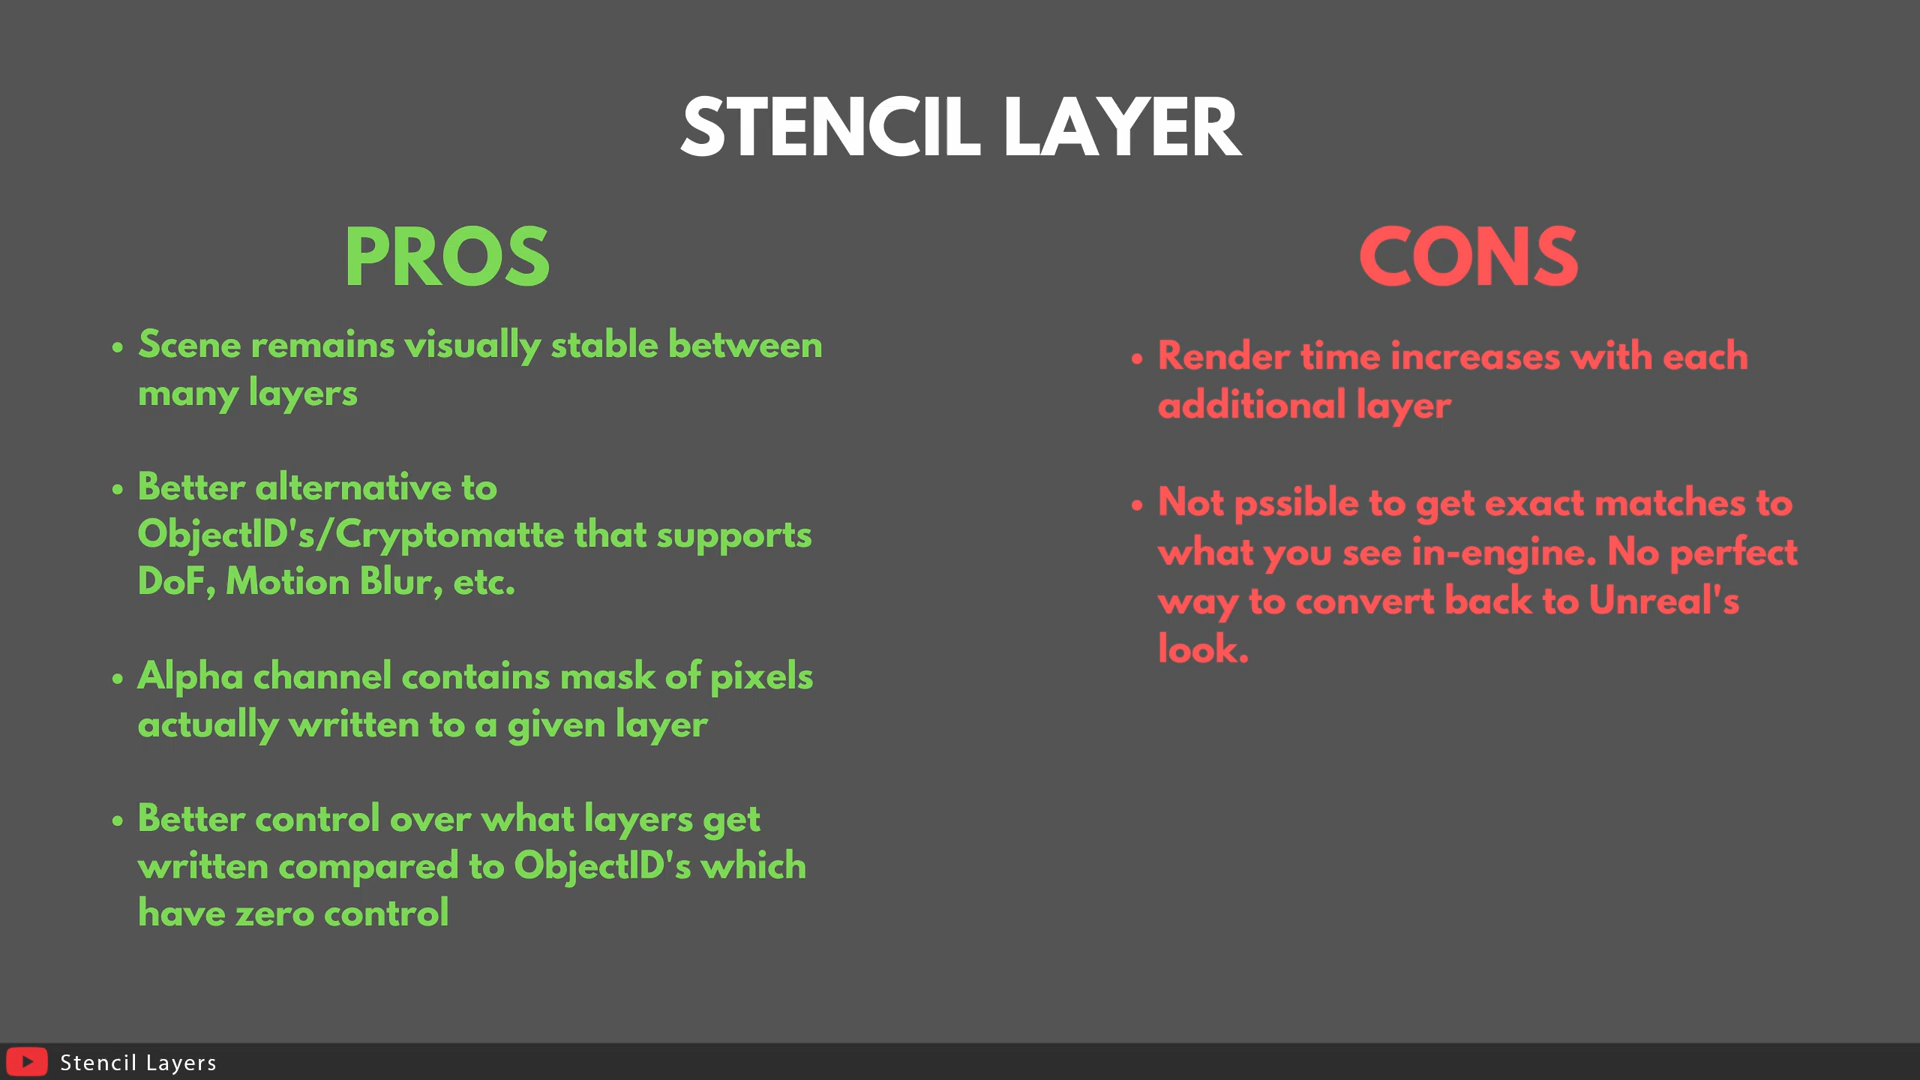 STENCIL LAYER
PROS
• Scene remains visually stable between
many layers
• Better alternative to
ObjectID's/Cryptomatte that supports
DoF, Motion Blur, etc.
• Alpha channel contains mask of pixels
actually written to a given layer
• Better control over what layers get
written compared to ObjectID's which
have zero control
CONS
• Render time increases with each
additional layer
• Not pssible to get exact matches to
what you see in-engine. No perfect
way to convert back to Unreal's
look.
Stencil Layers